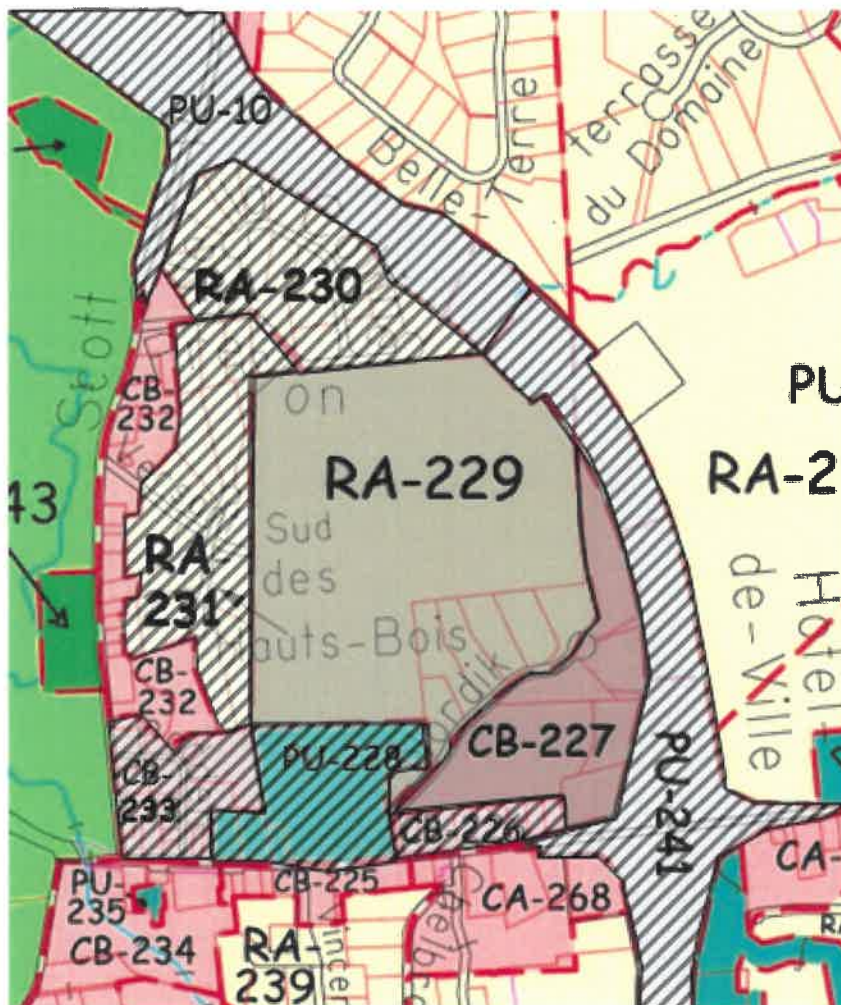 PU-10
Belle-Terre
terrasse
du Domaine
RA-230
Scott
on
CB-
232
RA-229
PU
RA-2
43
Sud
des
Hauts-Bois
RA-
231
de-Ville
Hôtel-
CB-
232
CB-227
PU-228
CB-
233
PU-241
CB-226
CB-225
CA-268
CA-
PU-
235
CB-234
RA-
239